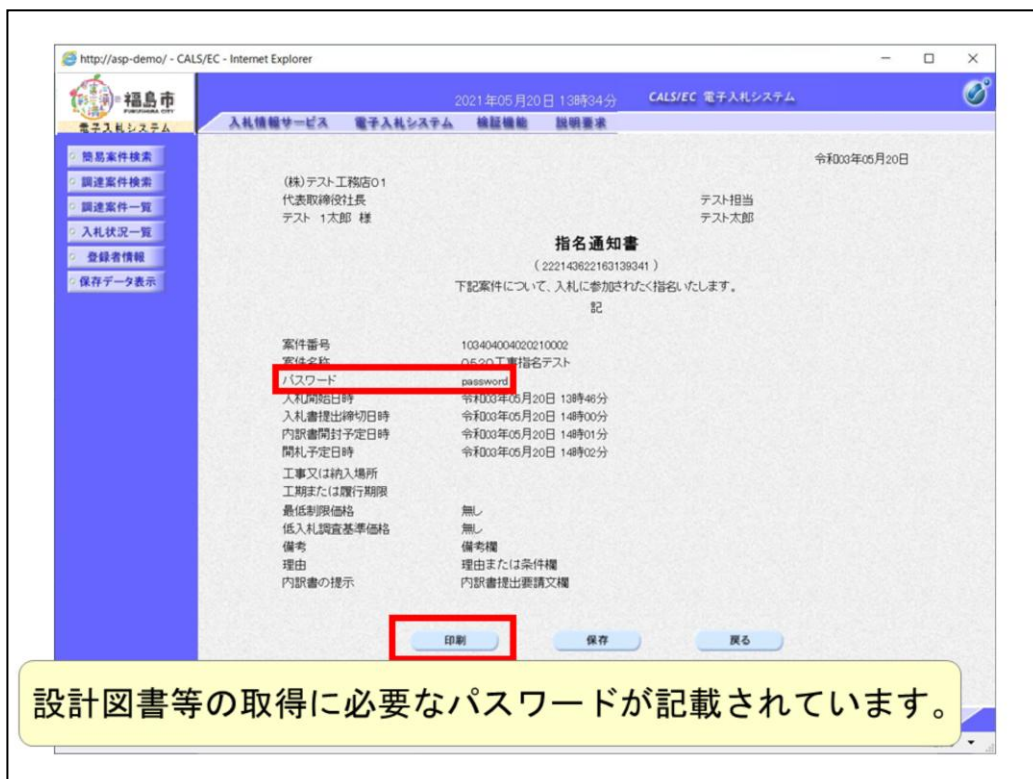 http://asp-demo/ - CALS/EC - Internet Explorer
福島市
FUKUSHIMA CITY
電子入札システム
2021年05月20日 13時34分
CALS/EC 電子入札システム
入札情報サービス 電子入札システム 検証機能 説明要求
簡易案件検索
調達案件検索
調達案件一覧
入札状況一覧
登録者情報
保存データ表示
令和03年05月20日
(株)テスト工務店01
代表取締役社長
テスト担当
テスト 1太郎 様
テスト太郎
指名通知書
( 222143622163139341 )
下記案件について、入札に参加されたく指名いたします。
記
案件番号 103404004020210002
案件名称 0520工事指名テスト
パスワード password
入札開始日時 令和03年05月20日 13時46分
入札書提出締切日時 令和03年05月20日 14時00分
内訳書開封予定日時 令和03年05月20日 14時01分
開札予定日時 令和03年05月20日 14時02分
工事又は納入場所
工期または履行期限
最低制限価格 無し
低入札調査基準価格 無し
備考 備考欄
理由 理由または条件欄
内訳書の提示 内訳書提出要請文欄
印刷 保存 戻る
設計図書等の取得に必要なパスワードが記載されています。